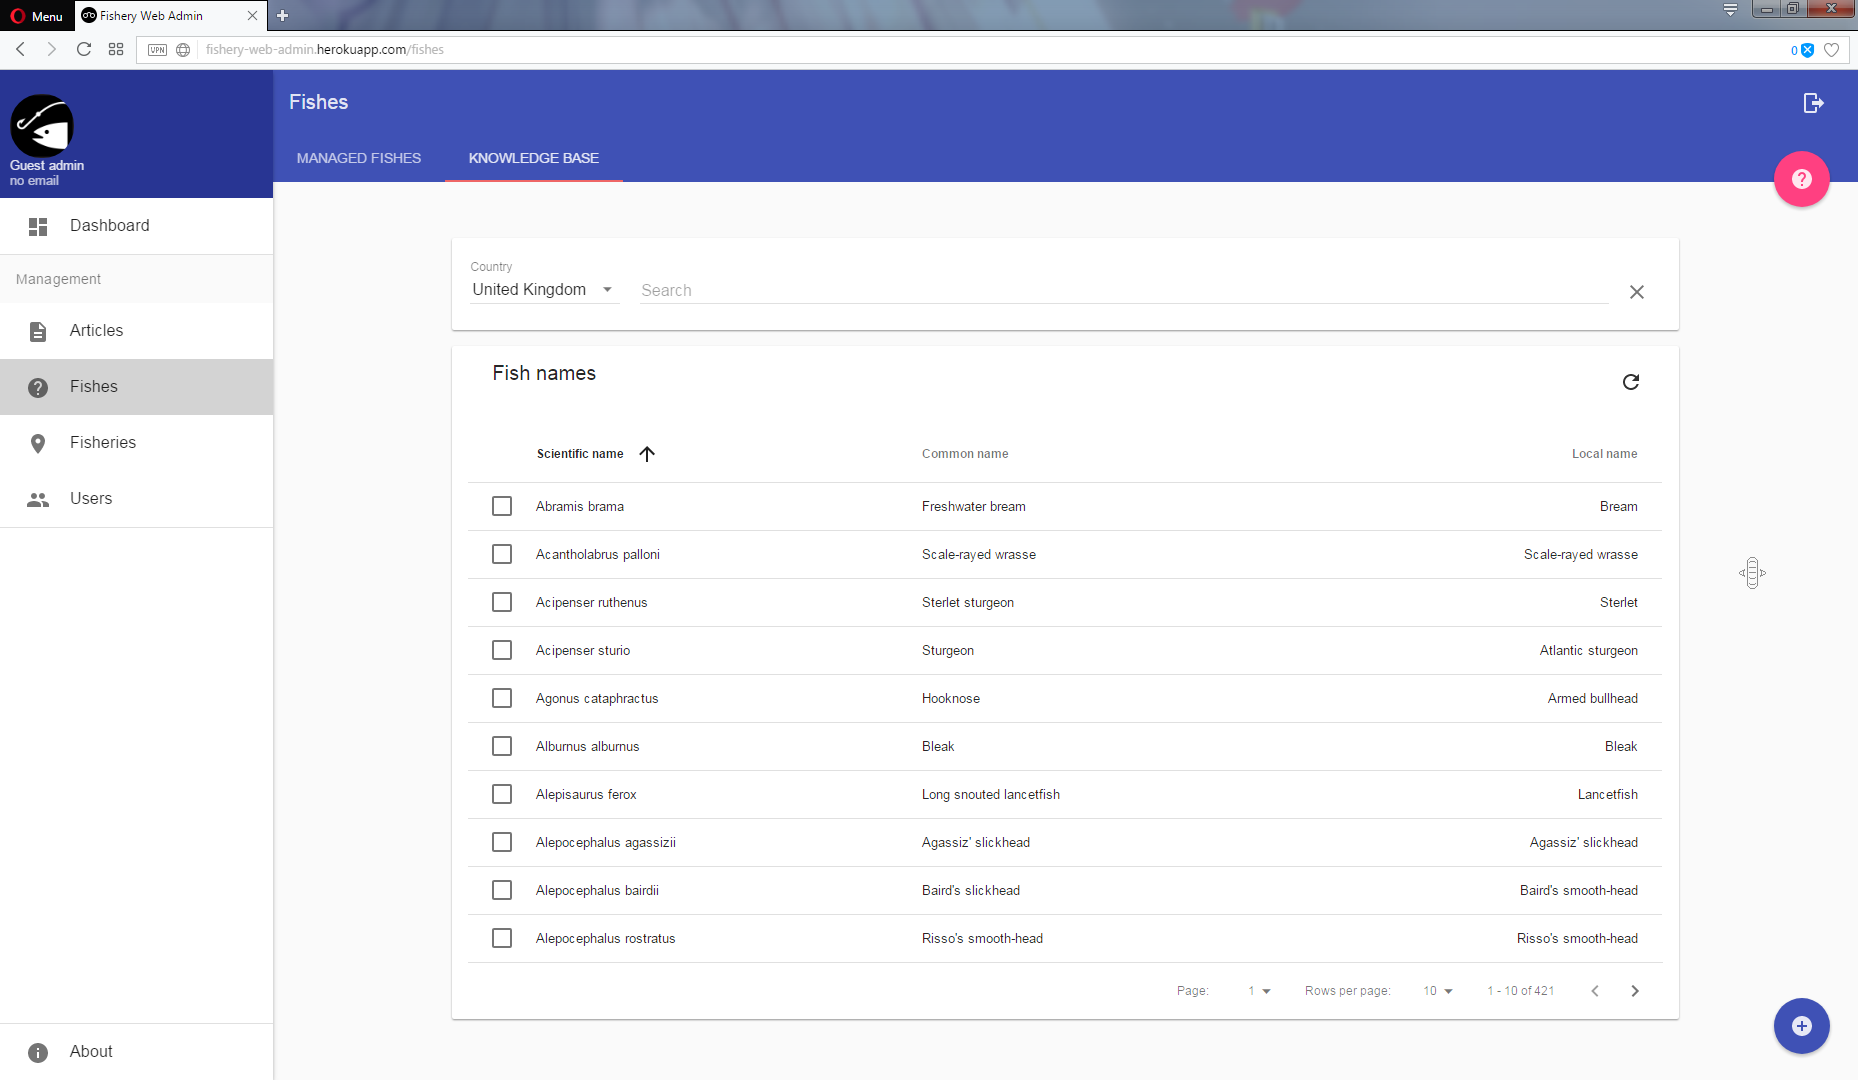 Menu
Fishery Web Admin
VPN
fishery-web-admin.herokuapp.com/fishes
0
Guest admin
no email
Dashboard
Management
Articles
Fishes
Fisheries
Users
About
Fishes
MANAGED FISHES
KNOWLEDGE BASE
Country
United Kingdom
Search
Fish names
Scientific name Common name Local name
Abramis brama Freshwater bream Bream
Acantholabrus palloni Scale-rayed wrasse Scale-rayed wrasse
Acipenser ruthenus Sterlet sturgeon Sterlet
Acipenser sturio Sturgeon Atlantic sturgeon
Agonus cataphractus Hooknose Armed bullhead
Alburnus alburnus Bleak Bleak
Alepisaurus ferox Long snouted lancetfish Lancetfish
Alepocephalus agassizii Agassiz' slickhead Agassiz' slickhead
Alepocephalus bairdii Baird's slickhead Baird's smooth-head
Alepocephalus rostratus Risso's smooth-head Risso's smooth-head
Page: 1 Rows per page: 10 1 - 10 of 421